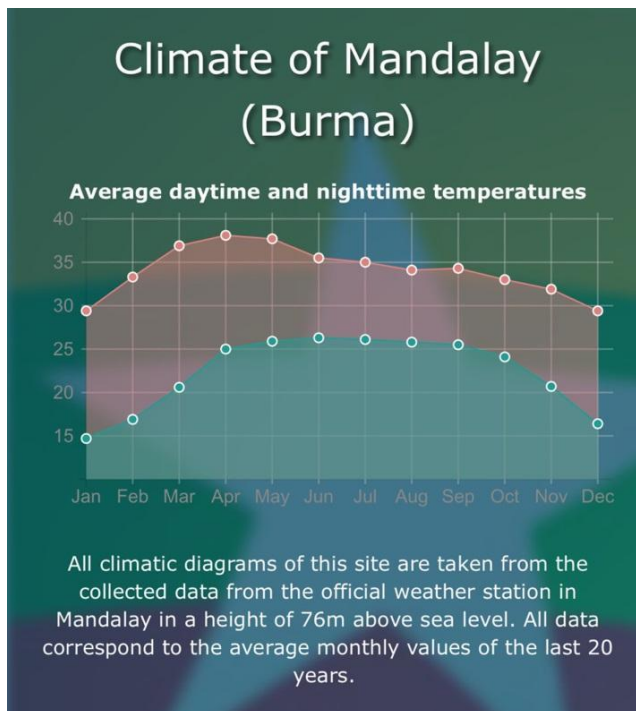 Climate of Mandalay
(Burma)
Average daytime and nighttime temperatures
40
35
30
25
20
15
Jan Feb Mar Apr May Jun Jul Aug Sep Oct Nov Dec
All climatic diagrams of this site are taken from the
collected data from the official weather station in
Mandalay in a height of 76m above sea level. All data
correspond to the average monthly values of the last 20
years.